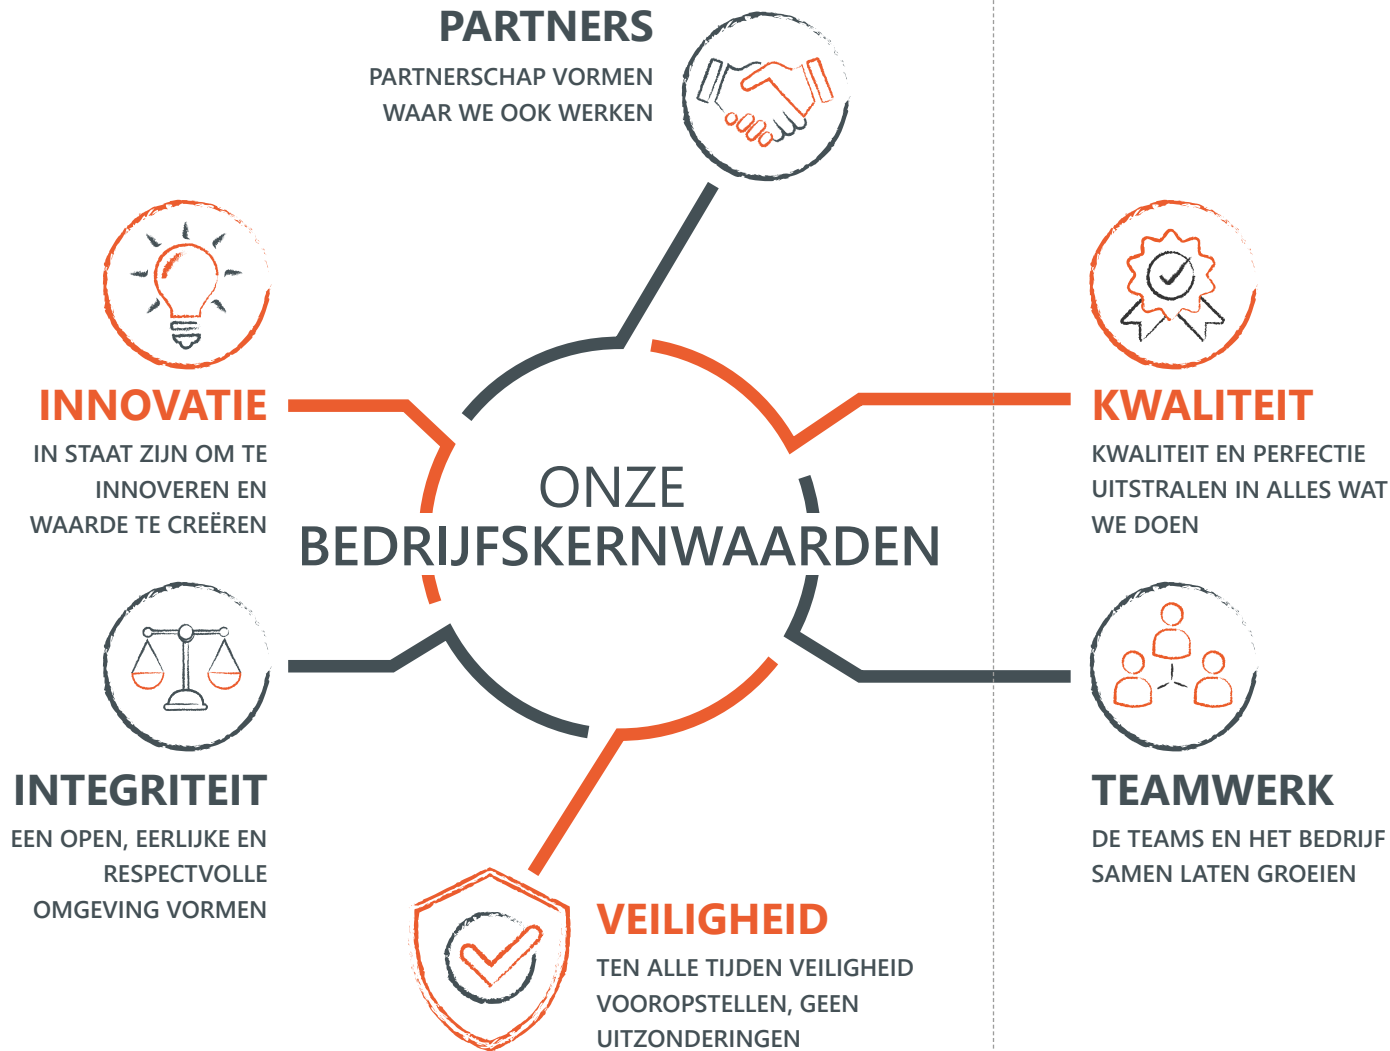 PARTNERS
PARTNERSCHAP VORMEN
WAAR WE OOK WERKEN
INNOVATIE
IN STAAT ZIJN OM TE
INNOVEREN EN
WAARDE TE CREËREN
KWALITEIT
KWALITEIT EN PERFECTIE
UITSTRALEN IN ALLES WAT
WE DOEN
ONZE
BEDRIJFSKERNWAARDEN
INTEGRITEIT
EEN OPEN, EERLIJKE EN
RESPECTVOLLE
OMGEVING VORMEN
TEAMWERK
DE TEAMS EN HET BEDRIJF
SAMEN LATEN GROEIEN
VEILIGHEID
TEN ALLE TIJDEN VEILIGHEID
VOOROPSTELLEN, GEEN
UITZONDERINGEN